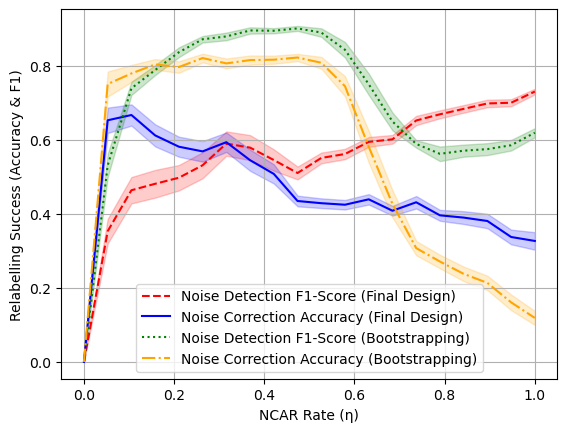 Relabelling Success (Accuracy & F1)
0.8
0.6
0.4
0.2
0.0
Noise Detection F1-Score (Final Design)
Noise Correction Accuracy (Final Design)
Noise Detection F1-Score (Bootstrapping)
Noise Correction Accuracy (Bootstrapping)
0.0 0.2 0.4 0.6 0.8 1.0
NCAR Rate (η)